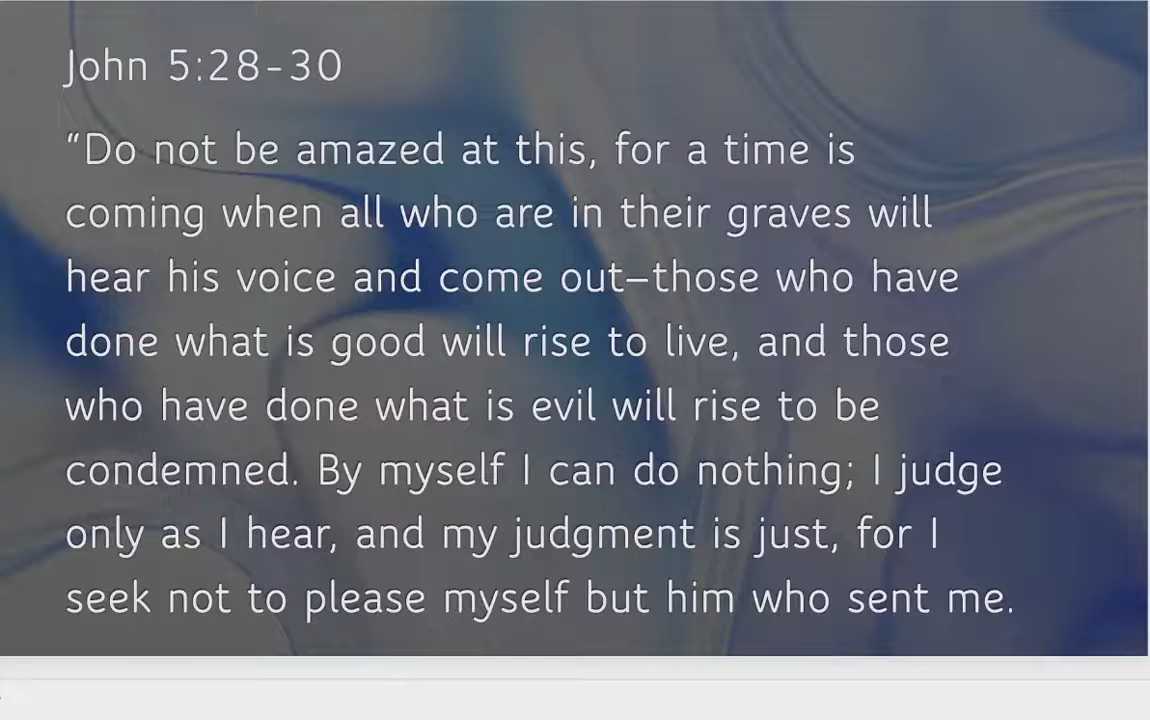 John 5:28-30
“Do not be amazed at this, for a time is
coming when all who are in their graves will
hear his voice and come out—those who have
done what is good will rise to live, and those
who have done what is evil will rise to be
condemned. By myself I can do nothing; I judge
only as I hear, and my judgment is just, for I
seek not to please myself but him who sent me.